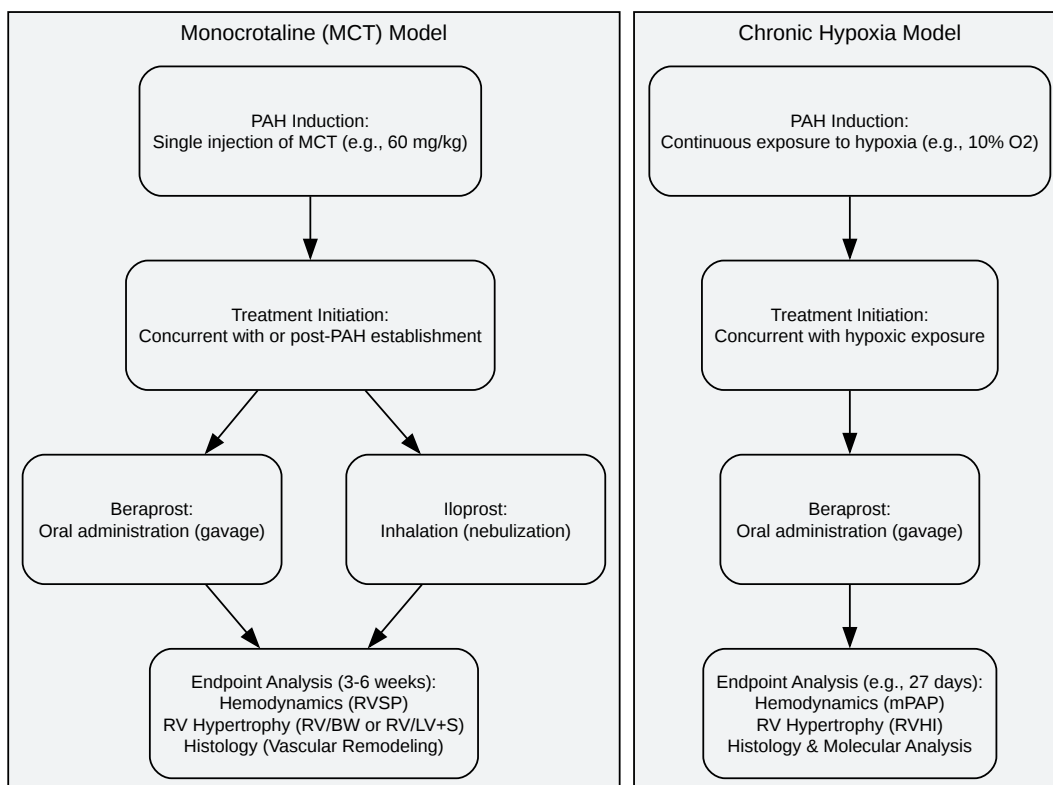 Monocrotaline (MCT) Model
PAH Induction:
Single injection of MCT (e.g., 60 mg/kg)
Treatment Initiation:
Concurrent with or post-PAH establishment
Beraprost:
Oral administration (gavage)
Iloprost:
Inhalation (nebulization)
Endpoint Analysis (3-6 weeks):
Hemodynamics (RVSP)
RV Hypertrophy (RV/BW or RV/LV+S)
Histology (Vascular Remodeling)
Chronic Hypoxia Model
PAH Induction:
Continuous exposure to hypoxia (e.g., 10% O2)
Treatment Initiation:
Concurrent with hypoxic exposure
Beraprost:
Oral administration (gavage)
Endpoint Analysis (e.g., 27 days):
Hemodynamics (mPAP)
RV Hypertrophy (RVHI)
Histology & Molecular Analysis